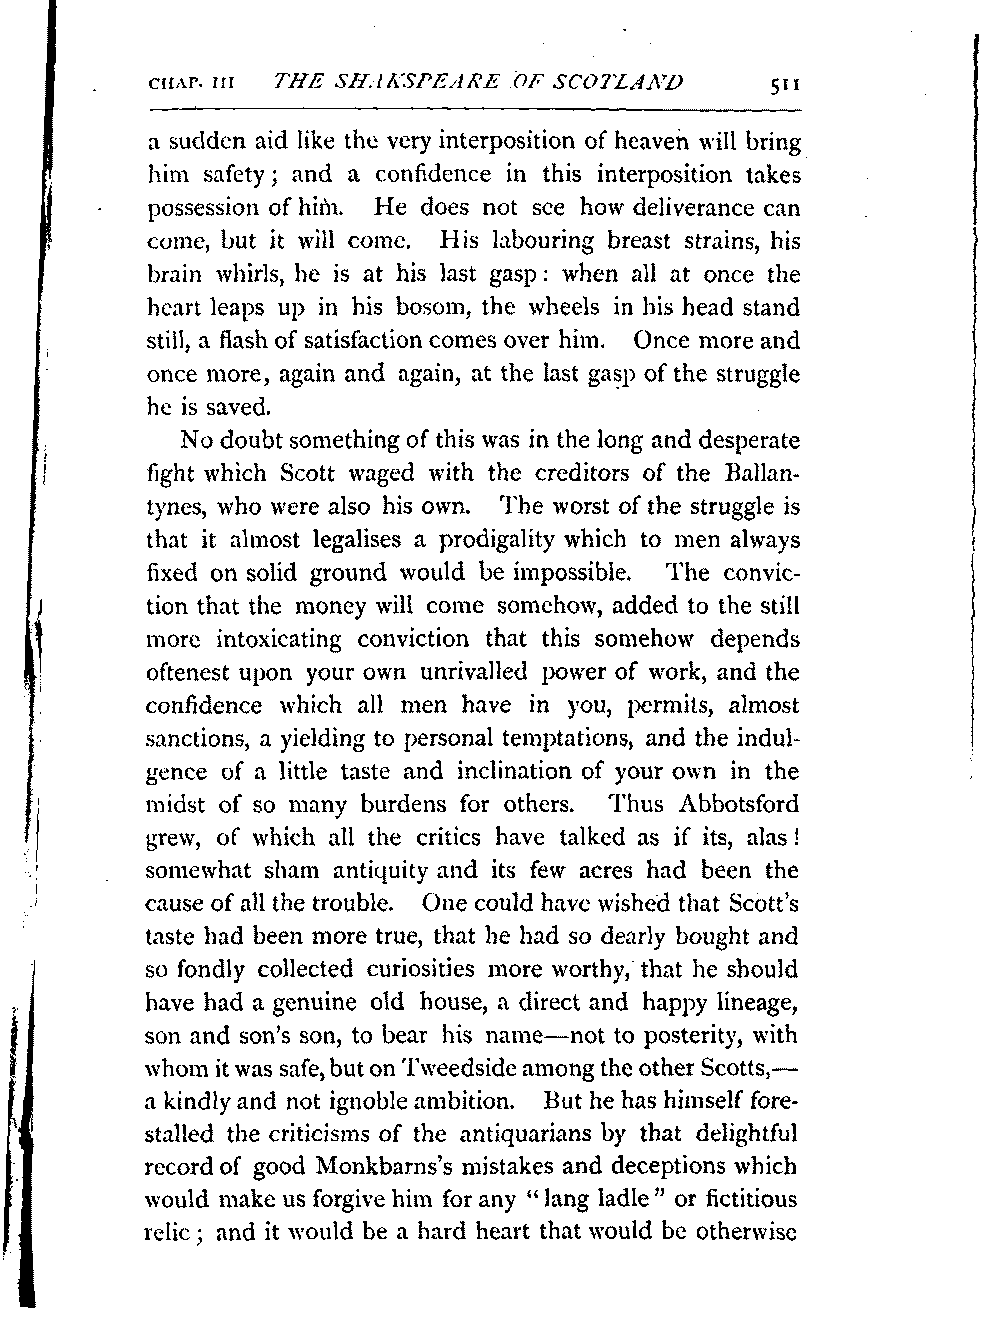 CHAP. III THE SHAKSPEARE OF SCOTLAND 511
a sudden aid like the very interposition of heaven will bring
him safety; and a confidence in this interposition takes
possession of him. He does not see how deliverance can
come, but it will come. His labouring breast strains, his
brain whirls, he is at his last gasp: when all at once the
heart leaps up in his bosom, the wheels in his head stand
still, a flash of satisfaction comes over him. Once more and
once more, again and again, at the last gasp of the struggle
he is saved.
No doubt something of this was in the long and desperate
fight which Scott waged with the creditors of the Ballan-
tynes, who were also his own. The worst of the struggle is
that it almost legalises a prodigality which to men always
fixed on solid ground would be impossible. The convic-
tion that the money will come somehow, added to the still
more intoxicating conviction that this somehow depends
oftenest upon your own unrivalled power of work, and the
confidence which all men have in you, permits, almost
sanctions, a yielding to personal temptations, and the indul-
gence of a little taste and inclination of your own in the
midst of so many burdens for others. Thus Abbotsford
grew, of which all the critics have talked as if its, alas!
somewhat sham antiquity and its few acres had been the
cause of all the trouble. One could have wished that Scott's
taste had been more true, that he had so dearly bought and
so fondly collected curiosities more worthy, that he should
have had a genuine old house, a direct and happy lineage,
son and son's son, to bear his name—not to posterity, with
whom it was safe, but on Tweedside among the other Scotts,—
a kindly and not ignoble ambition. But he has himself fore-
stalled the criticisms of the antiquarians by that delightful
record of good Monkbarns's mistakes and deceptions which
would make us forgive him for any "lang ladle" or fictitious
relic; and it would be a hard heart that would be otherwise